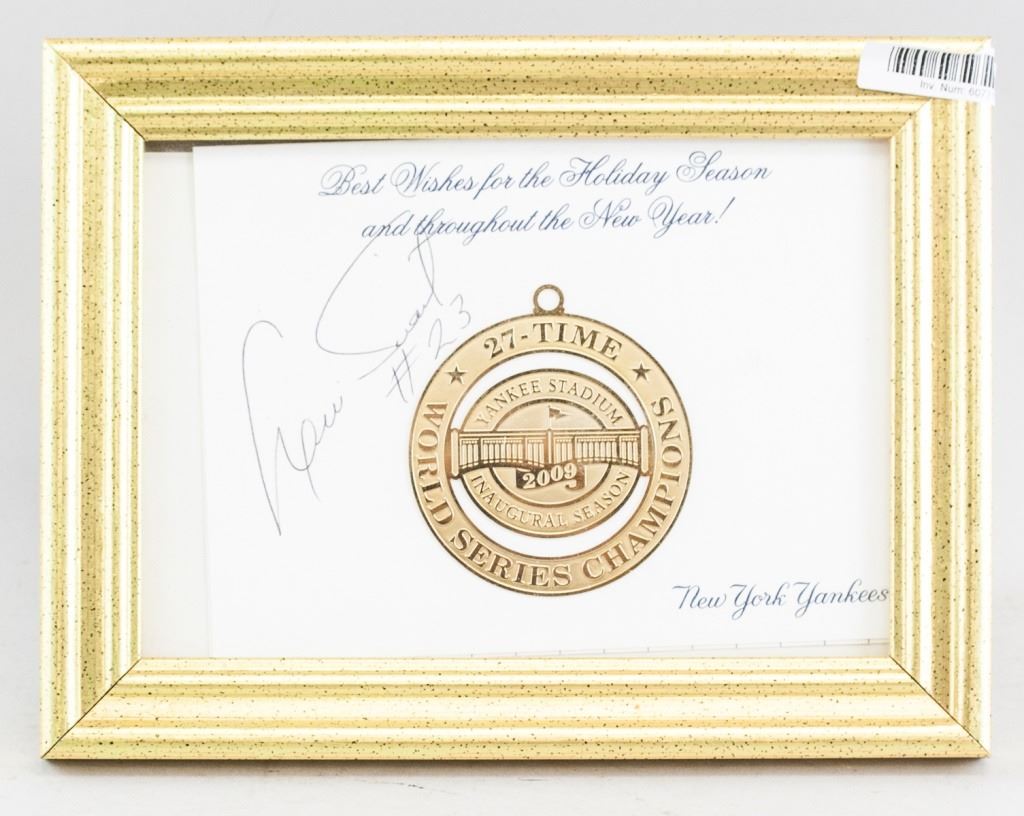 Inv. Num: 607
Best Wishes for the Holiday Season
and throughout the New Year!
#23
27-TIME
WORLD SERIES CHAMPIONS
YANKEE STADIUM
2009
INAUGURAL SEASON
New York Yankees